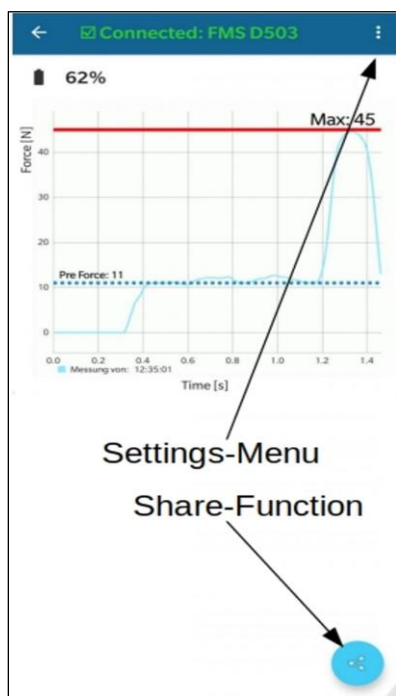 Connected: FMS D503
62%
Max: 45
Force [N]
40
30
20
Pre Force: 11
10
0
0.0 0.2 0.4 0.6 0.8 1.0 1.2 1.4
Messung von: 12:35:01
Time [s]
Settings-Menu
Share-Function